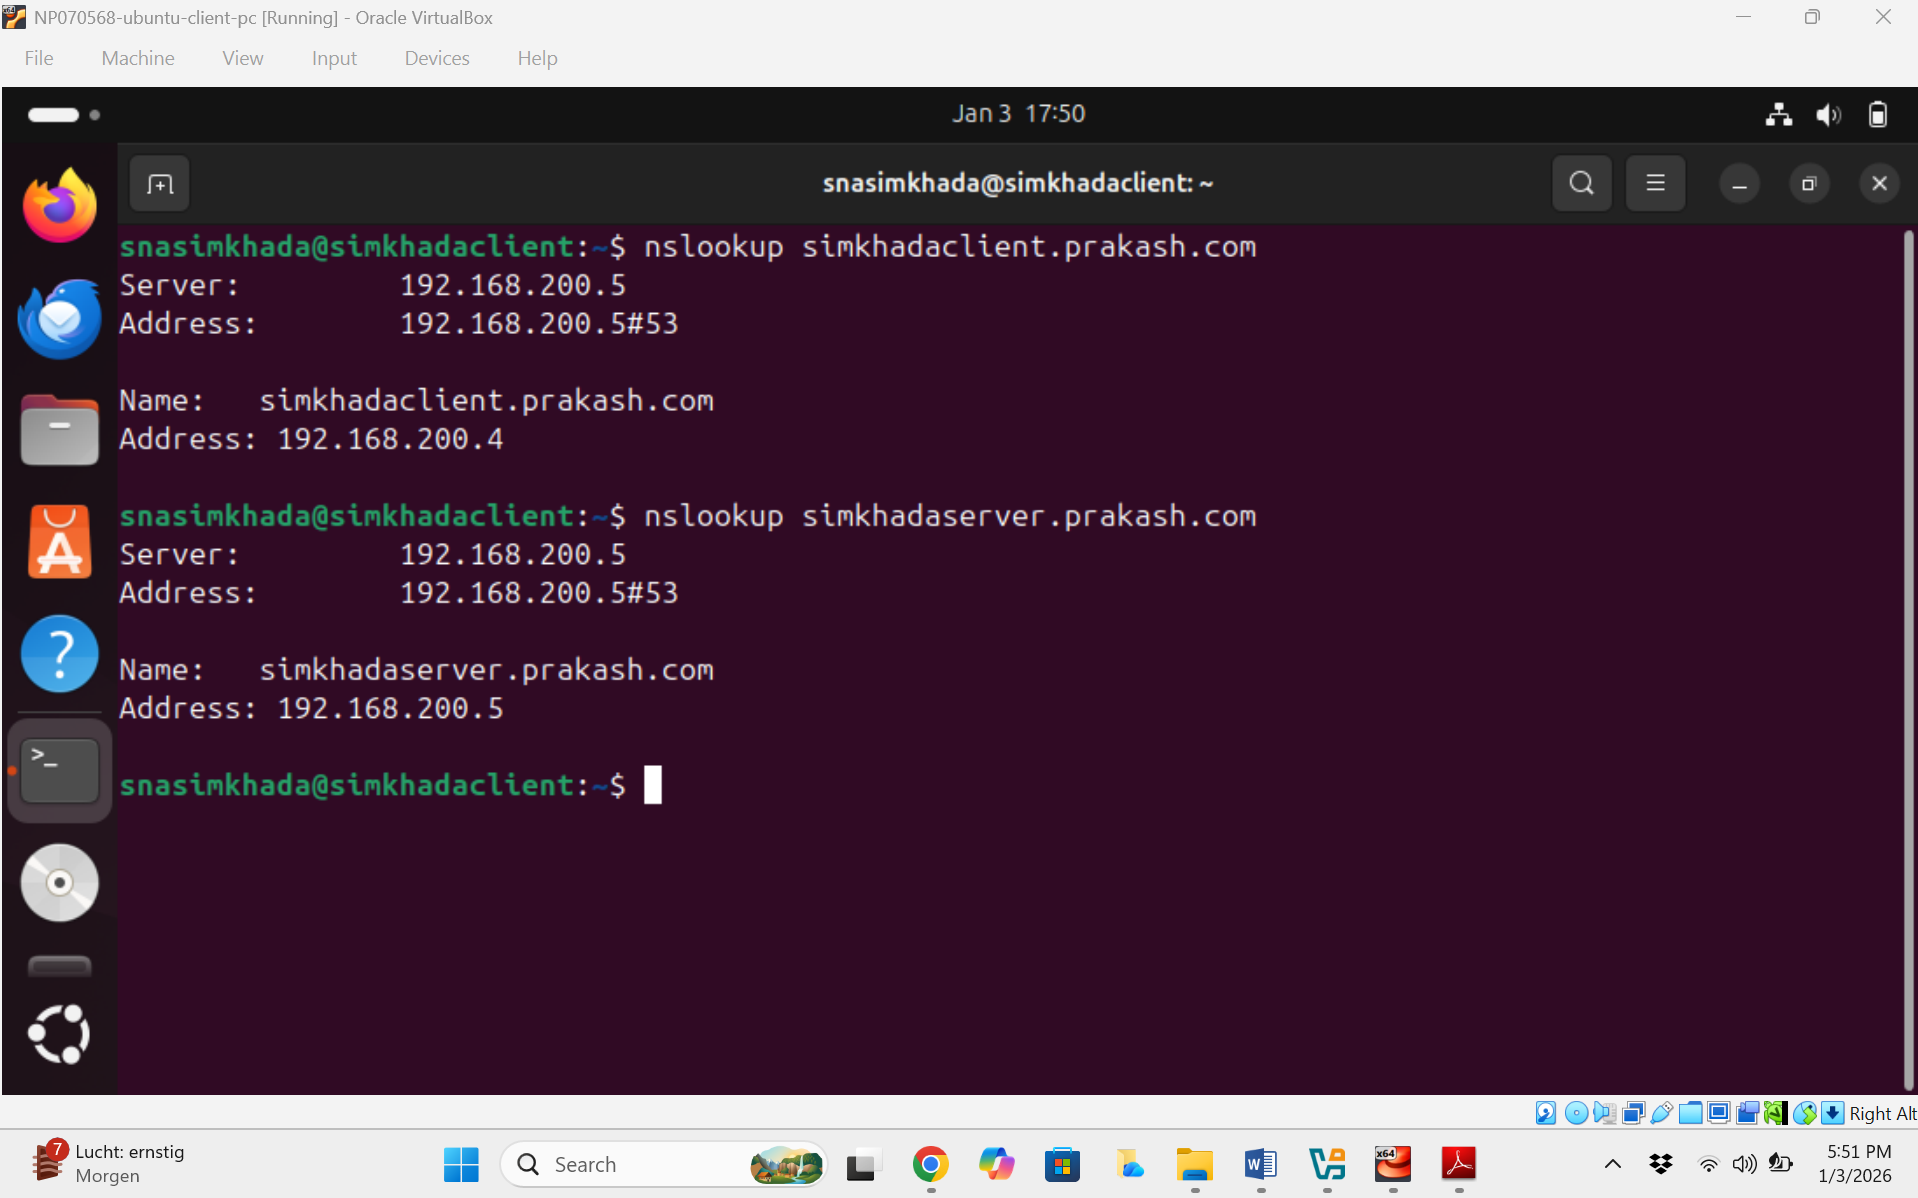 NP070568-ubuntu-client-pc [Running] - Oracle VirtualBox
File Machine View Input Devices Help
Jan 3 17:50
snasimkhada@simkhadaclient: ~
snasimkhada@simkhadaclient:~$ nslookup simkhadaclient.prakash.com
Server: 192.168.200.5
Address: 192.168.200.5#53
Name: simkhadaclient.prakash.com
Address: 192.168.200.4
snasimkhada@simkhadaclient:~$ nslookup simkhadaserver.prakash.com
Server: 192.168.200.5
Address: 192.168.200.5#53
Name: simkhadaserver.prakash.com
Address: 192.168.200.5
snasimkhada@simkhadaclient:~$
Right Alt
7
Lucht: ernstig
Morgen
Search
x64
5:51 PM
1/3/2026